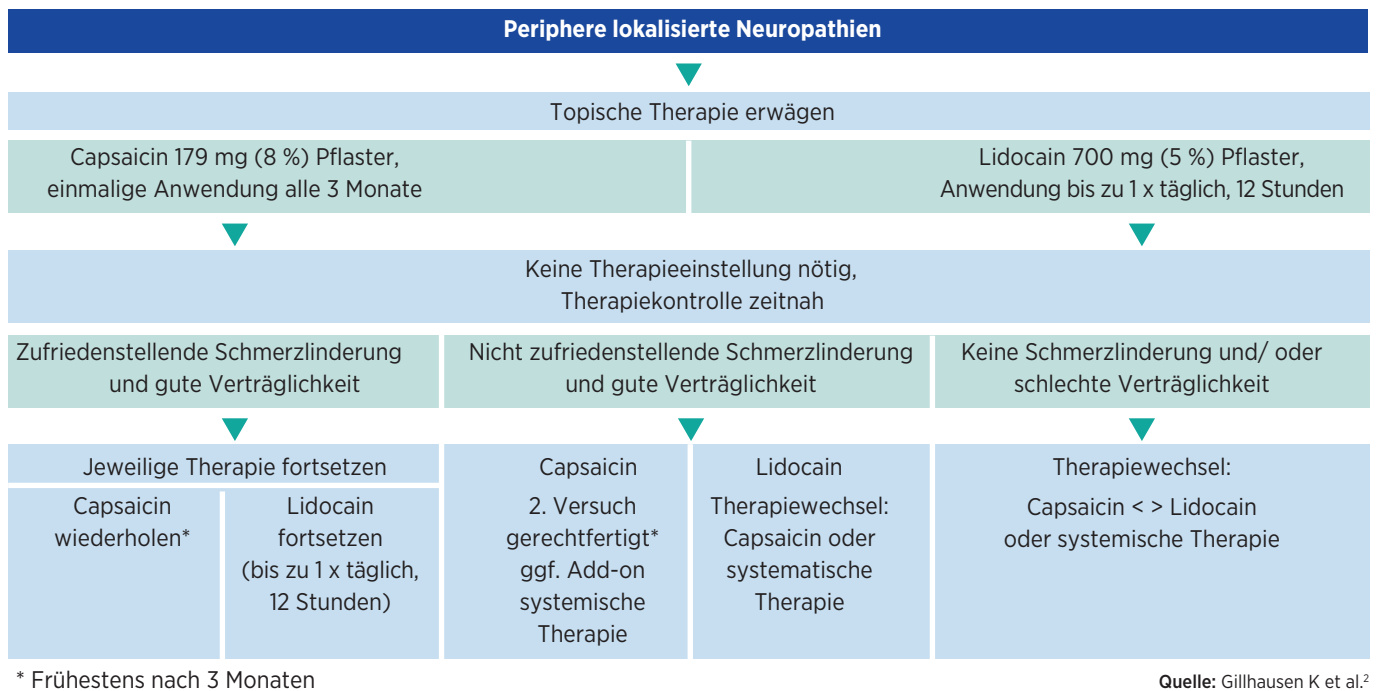 Periphere lokalisierte Neuropathien
Topische Therapie erwägen
Capsaicin 179 mg (8 %) Pflaster,
einmalige Anwendung alle 3 Monate
Lidocain 700 mg (5 %) Pflaster,
Anwendung bis zu 1 x täglich, 12 Stunden
Keine Therapieeinstellung nötig,
Therapiekontrolle zeitnah
Zufriedenstellende Schmerzlinderung
und gute Verträglichkeit
Nicht zufriedenstellende Schmerzlinderung
und gute Verträglichkeit
Keine Schmerzlinderung und/ oder
schlechte Verträglichkeit
Jeweilige Therapie fortsetzen
Capsaicin
wiederholen*
Lidocain
fortsetzen
(bis zu 1 x täglich,
12 Stunden)
Capsaicin
2. Versuch
gerechtfertigt*
ggf. Add-on
systemische
Therapie
Lidocain
Therapiewechsel:
Capsaicin oder
systematische
Therapie
Therapiewechsel:
Capsaicin < > Lidocain
oder systemische Therapie
* Frühestens nach 3 Monaten
Quelle: Gillhausen K et al.²